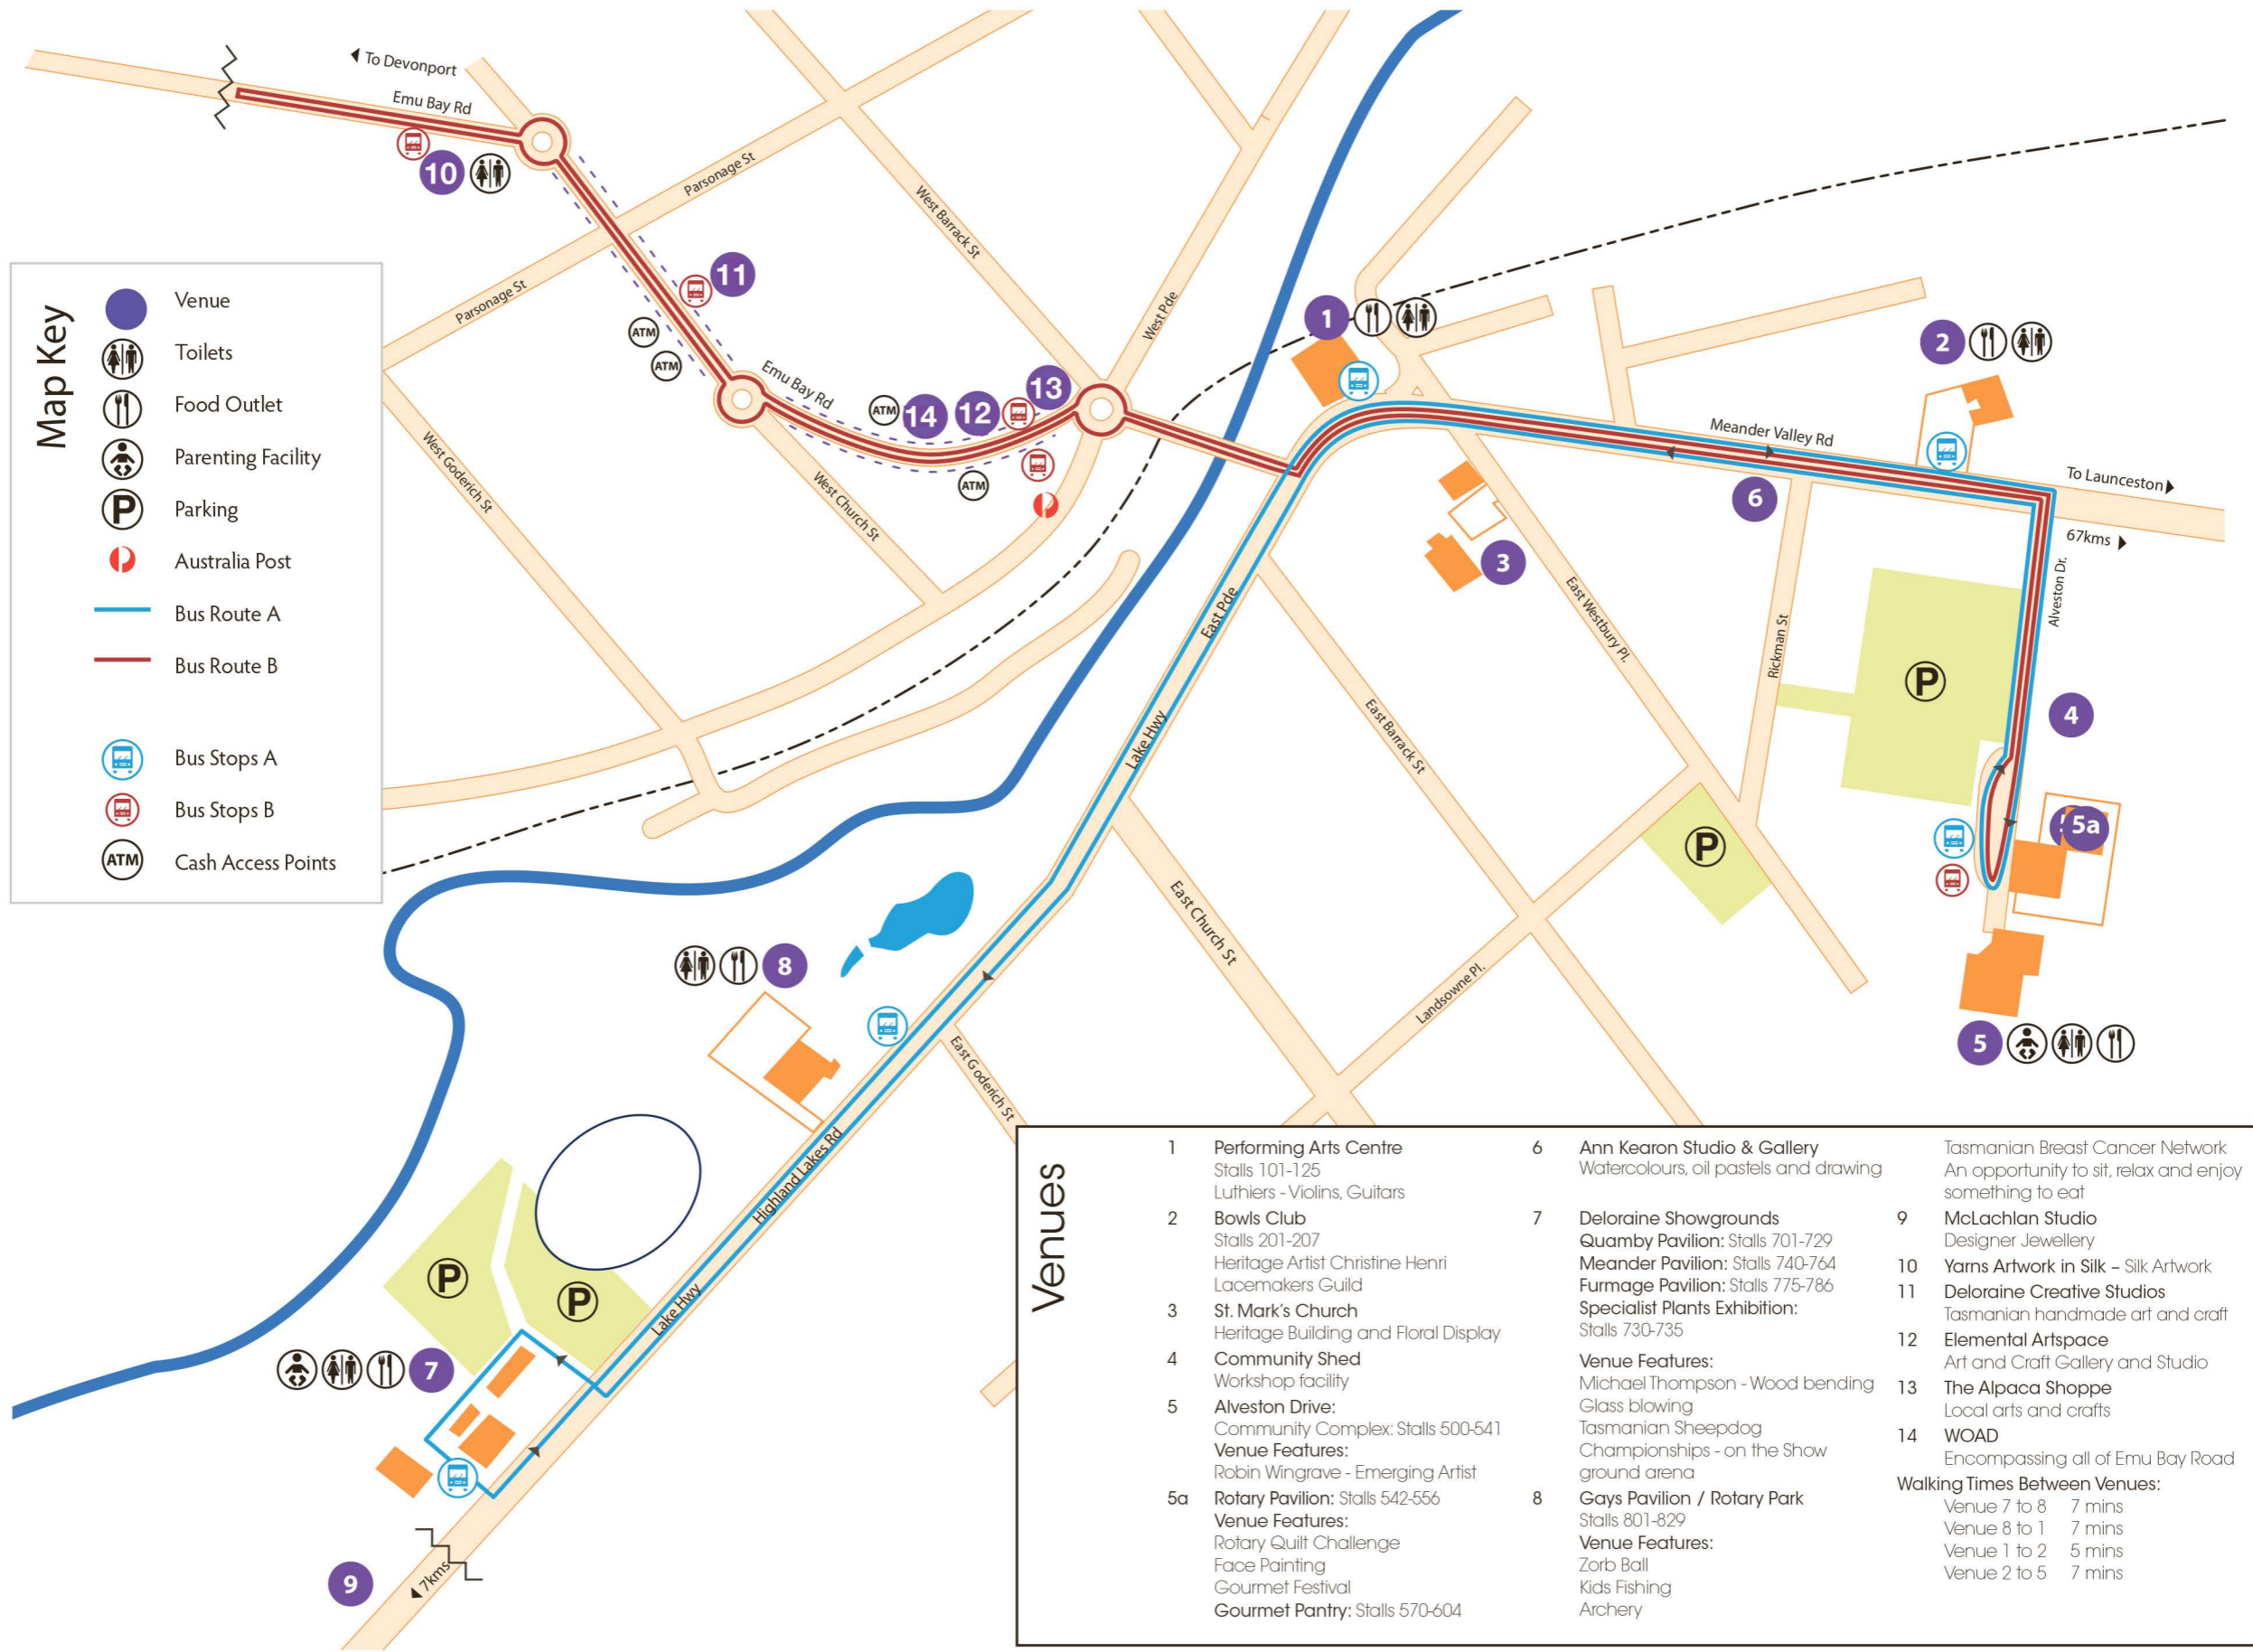 To Devonport
Emu Bay Rd
10
Parsonage St
Parsonage St
West Barrack St
West Pde
11
ATM
ATM
Emu Bay Rd
ATM
14
12
13
ATM
West Goderich St
West Church St
1
2
Meander Valley Rd
To Launceston
67kms
6
3
East Pde
East Westbury Pl.
Rickman St
Alveston Dr.
P
4
Lake Hwy
East Barrack St
P
5a
East Church St
Landsowne Pl.
5
8
East Goderich St
Highland Lakes Rd
P
P
Lake Hwy
7
9
7kms
Map Key
Venue
Toilets
Food Outlet
Parenting Facility
P Parking
Australia Post
Bus Route A
Bus Route B
Bus Stops A
Bus Stops B
ATM Cash Access Points
Venues
1 Performing Arts Centre
Stalls 101-125
Luthiers - Violins, Guitars
2 Bowls Club
Stalls 201-207
Heritage Artist Christine Henri
Lacemakers Guild
3 St. Mark's Church
Heritage Building and Floral Display
4 Community Shed
Workshop facility
5 Alveston Drive:
Community Complex: Stalls 500-541
Venue Features:
Robin Wingrave - Emerging Artist
5a Rotary Pavilion: Stalls 542-556
Venue Features:
Rotary Quilt Challenge
Face Painting
Gourmet Festival
Gourmet Pantry: Stalls 570-604
6 Ann Kearon Studio & Gallery
Watercolours, oil pastels and drawing
7 Deloraine Showgrounds
Quamby Pavilion: Stalls 701-729
Meander Pavilion: Stalls 740-764
Furmage Pavilion: Stalls 775-786
Specialist Plants Exhibition:
Stalls 730-735
Venue Features:
Michael Thompson - Wood bending
Glass blowing
Tasmanian Sheepdog
Championships - on the Show
ground arena
8 Gays Pavilion / Rotary Park
Stalls 801-829
Venue Features:
Zorb Ball
Kids Fishing
Archery
Tasmanian Breast Cancer Network
An opportunity to sit, relax and enjoy
something to eat
9 McLachlan Studio
Designer Jewellery
10 Yarns Artwork in Silk – Silk Artwork
11 Deloraine Creative Studios
Tasmanian handmade art and craft
12 Elemental Artspace
Art and Craft Gallery and Studio
13 The Alpaca Shoppe
Local arts and crafts
14 WOAD
Encompassing all of Emu Bay Road
Walking Times Between Venues:
Venue 7 to 8 7 mins
Venue 8 to 1 7 mins
Venue 1 to 2 5 mins
Venue 2 to 5 7 mins